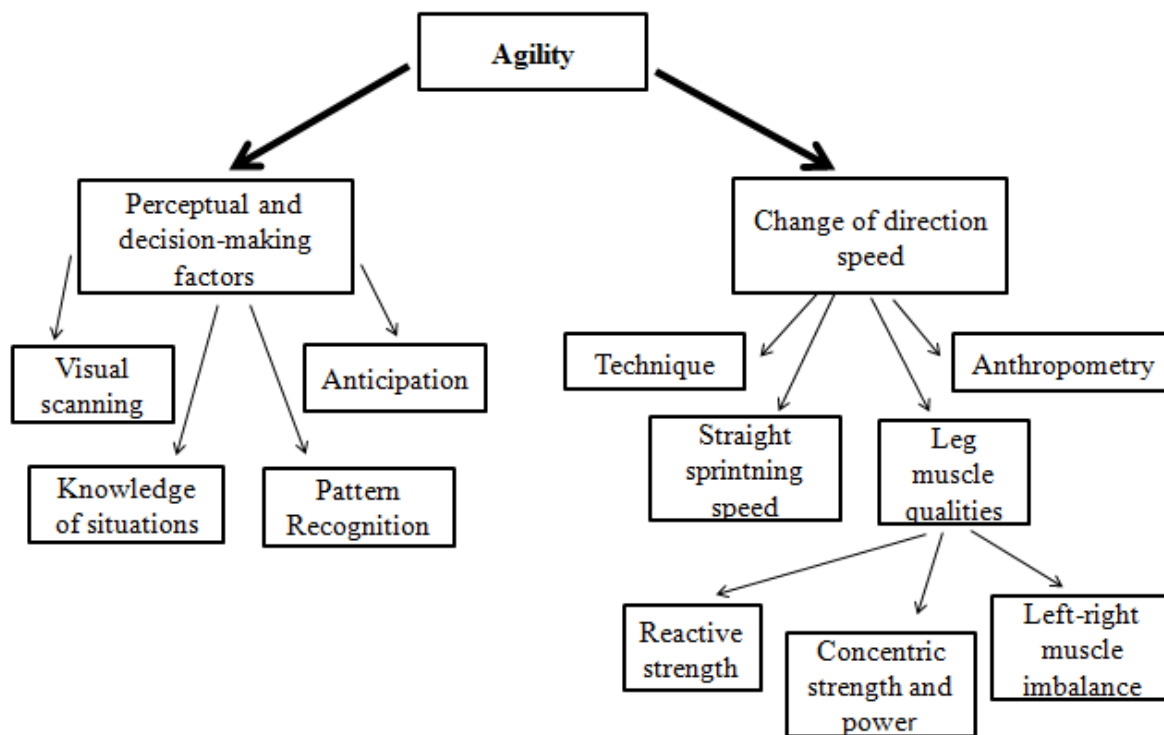 Agility
Perceptual and
decision-making
factors
Change of direction
speed
Visual
scanning
Anticipation
Technique
Anthropometry
Knowledge
of situations
Pattern
Recognition
Straight
sprintning
speed
Leg
muscle
qualities
Reactive
strength
Concentric
strength and
power
Left-right
muscle
imbalance